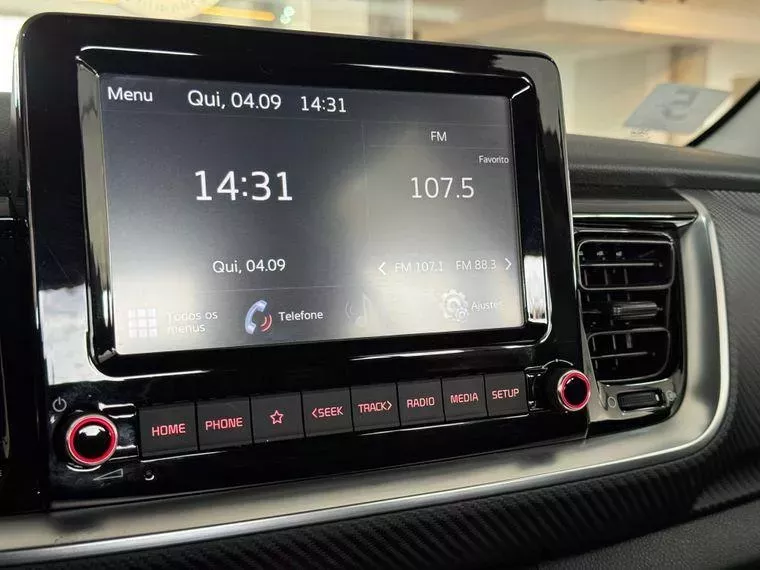 Menu Qui, 04.09 14:31
FM
Favorito
14:31
107.5
Qui, 04.09
FM 107.1 FM 88.3
Todos os
menus
Telefone
Ajustes
HOME PHONE <SEEK TRACK> RADIO MEDIA SETUP